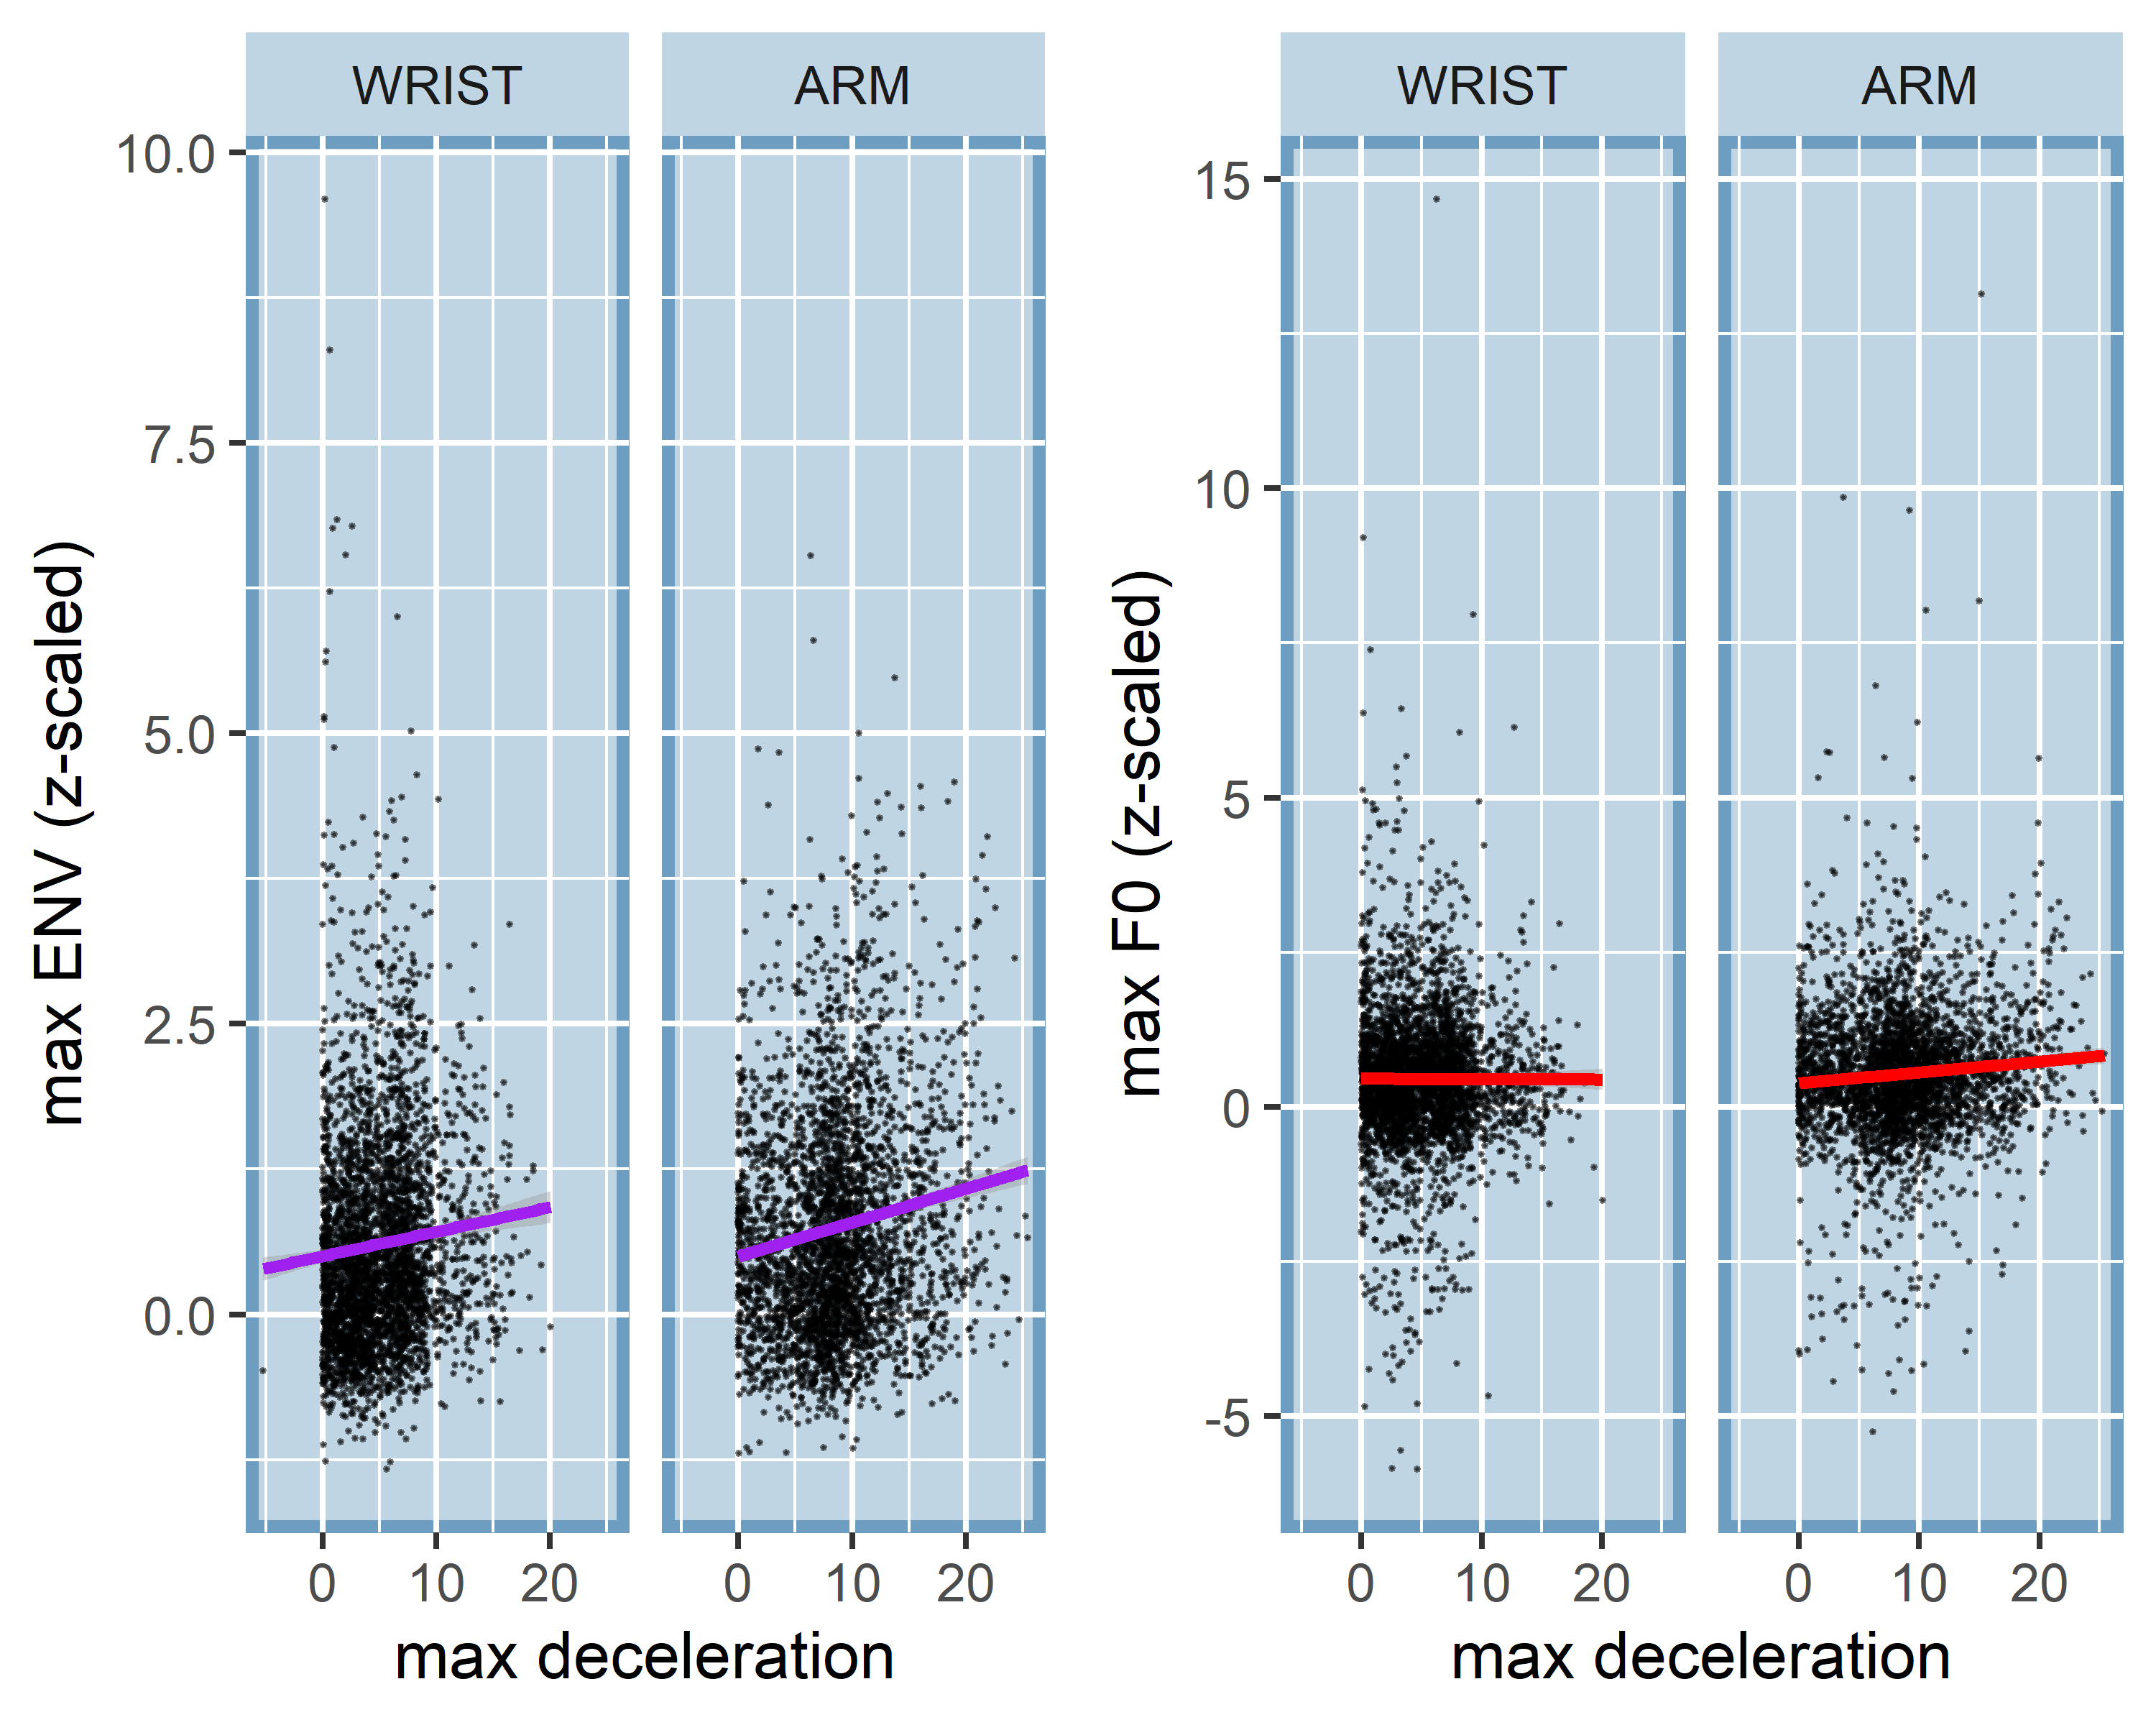 WRIST ARM
10.0
7.5
5.0
2.5
0.0
max ENV (z-scaled)
0 10 20 0 10 20
max deceleration
WRIST ARM
15
10
5
0
-5
max F0 (z-scaled)
0 10 20 0 10 20
max deceleration